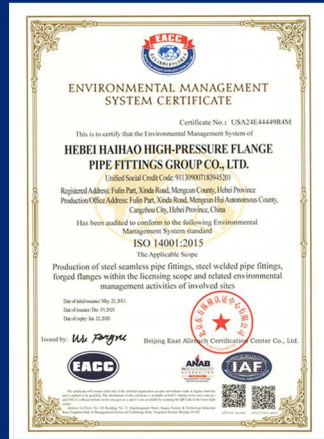 EACC
ENVIRONMENTAL MANAGEMENT
SYSTEM CERTIFICATE
Certificate No.: USA24E44449R4M
This is to certify that the Environmental Management System of
HEBEI HAIHAO HIGH-PRESSURE FLANGE
PIPE FITTINGS GROUP CO., LTD.
Unified Social Credit Code: 911309007183945201
Registered Address: Fulin Part, Xinda Road, Mengcun County, Hebei Province
Production/Office Address: Fulin Part, Xinda Road, Mengcun Hui Autonomous County,
Cangzhou City, Hebei Province, China
Has been audited to conform to the following Environmental
Management System standard
ISO 14001:2015
The Applicable Scope
Production of steel seamless pipe fittings, steel welded pipe fittings,
forged flanges within the licensing scope and related environmental
management activities of involved sites
Date of initial issuance: May 21, 2013
Date of issuance: Dec. 19, 2024
Date of expiry: Jan. 12, 2028
Issued by:
Beijing East Allreach Certification Center Co., Ltd.
EACC
ANAB
ACCREDITED
IAF